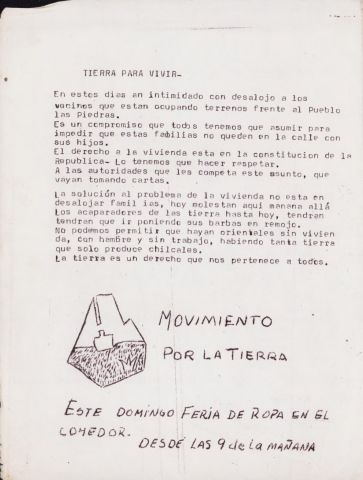 TIERRA PARA VIVIR-
En estos dias an intimidado con desalojo a los
vecinos que estan ocupando terrenos frente al Pueblo
las Piedras.
Es un compromiso que todos tenemos que asumir para
impedir que estas familias no queden en la calle con
sus hijos.
El derecho a la vivienda esta en la constitucion de la
Republica- Lo tenemos que hacer respetar.
A las autoridades que les competa este asunto, que
vayan tomando cartas.
La solución al problema de la vivienda no esta en
desalojar familias, hoy molestan aqui manana allá
Los acaparadores de las tierra hasta hoy, tendran
tendran que ir poniendo sus barbas en remojo.
No podemos permitir que hayan orientales sin vivien
da, con hambre y sin trabajo, habiendo tanta tierra
que solo produce chilcales.
La tierra es un derecho que nos pertenece a todos.
MOVIMIENTO
POR LA TIERRA
ESTE DOMINGO FERIA DE ROPA EN EL
COMEDOR.
DESDE LAS 9 de la MAÑANA